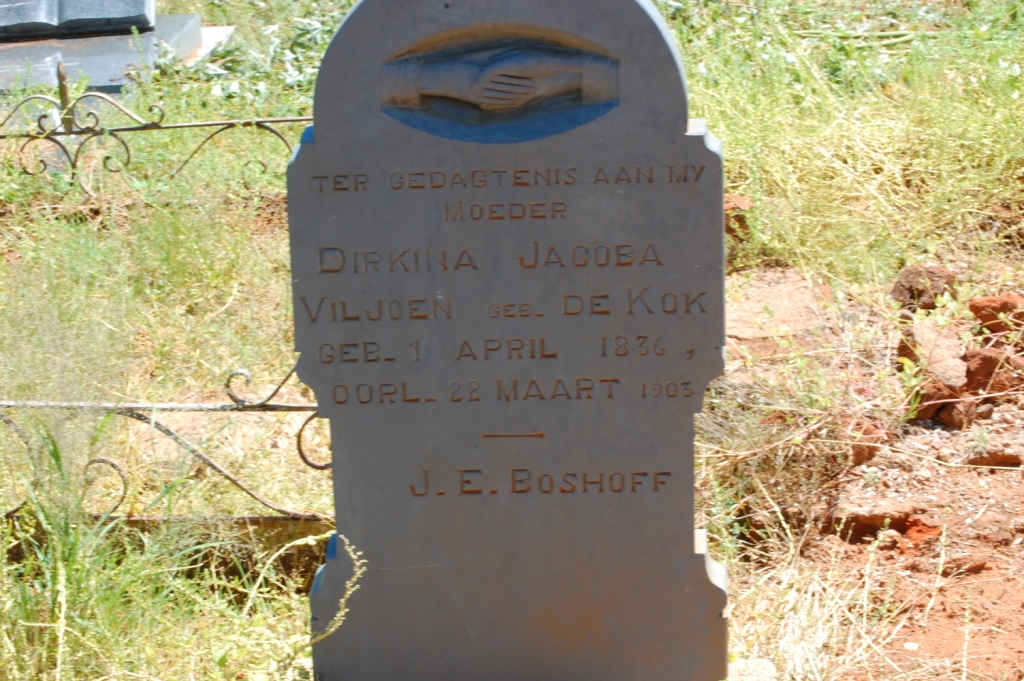 TER GEDAGTENIS AAN MY
MOEDER
DIRKINA JACOBA
VILJOEN GEB. DE KOK
GEB. 1 APRIL 1836,
OORL. 22 MAART 1903
J. E. BOSHOFF